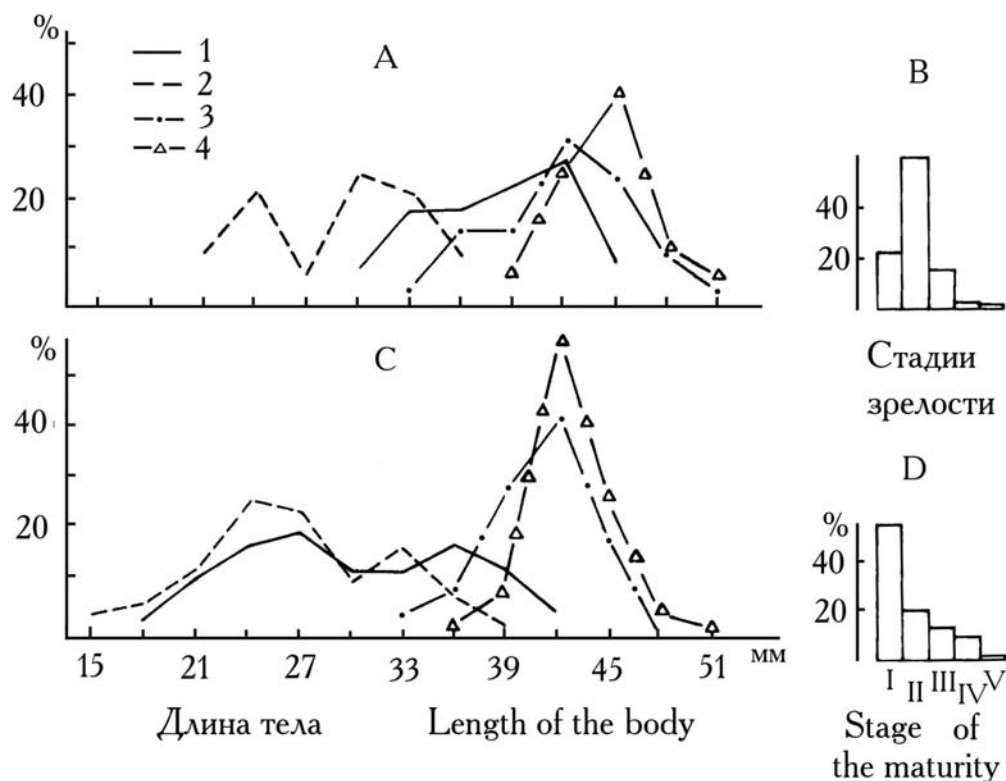 %
1
2
3
4
A
40
20
B
40
20
Стадии
зрелости
%
C
40
20
15 21 27 33 39 45 51 мм
Длина тела
Length of the body
D
%
40
20
I II III IV V
Stage of
the maturity